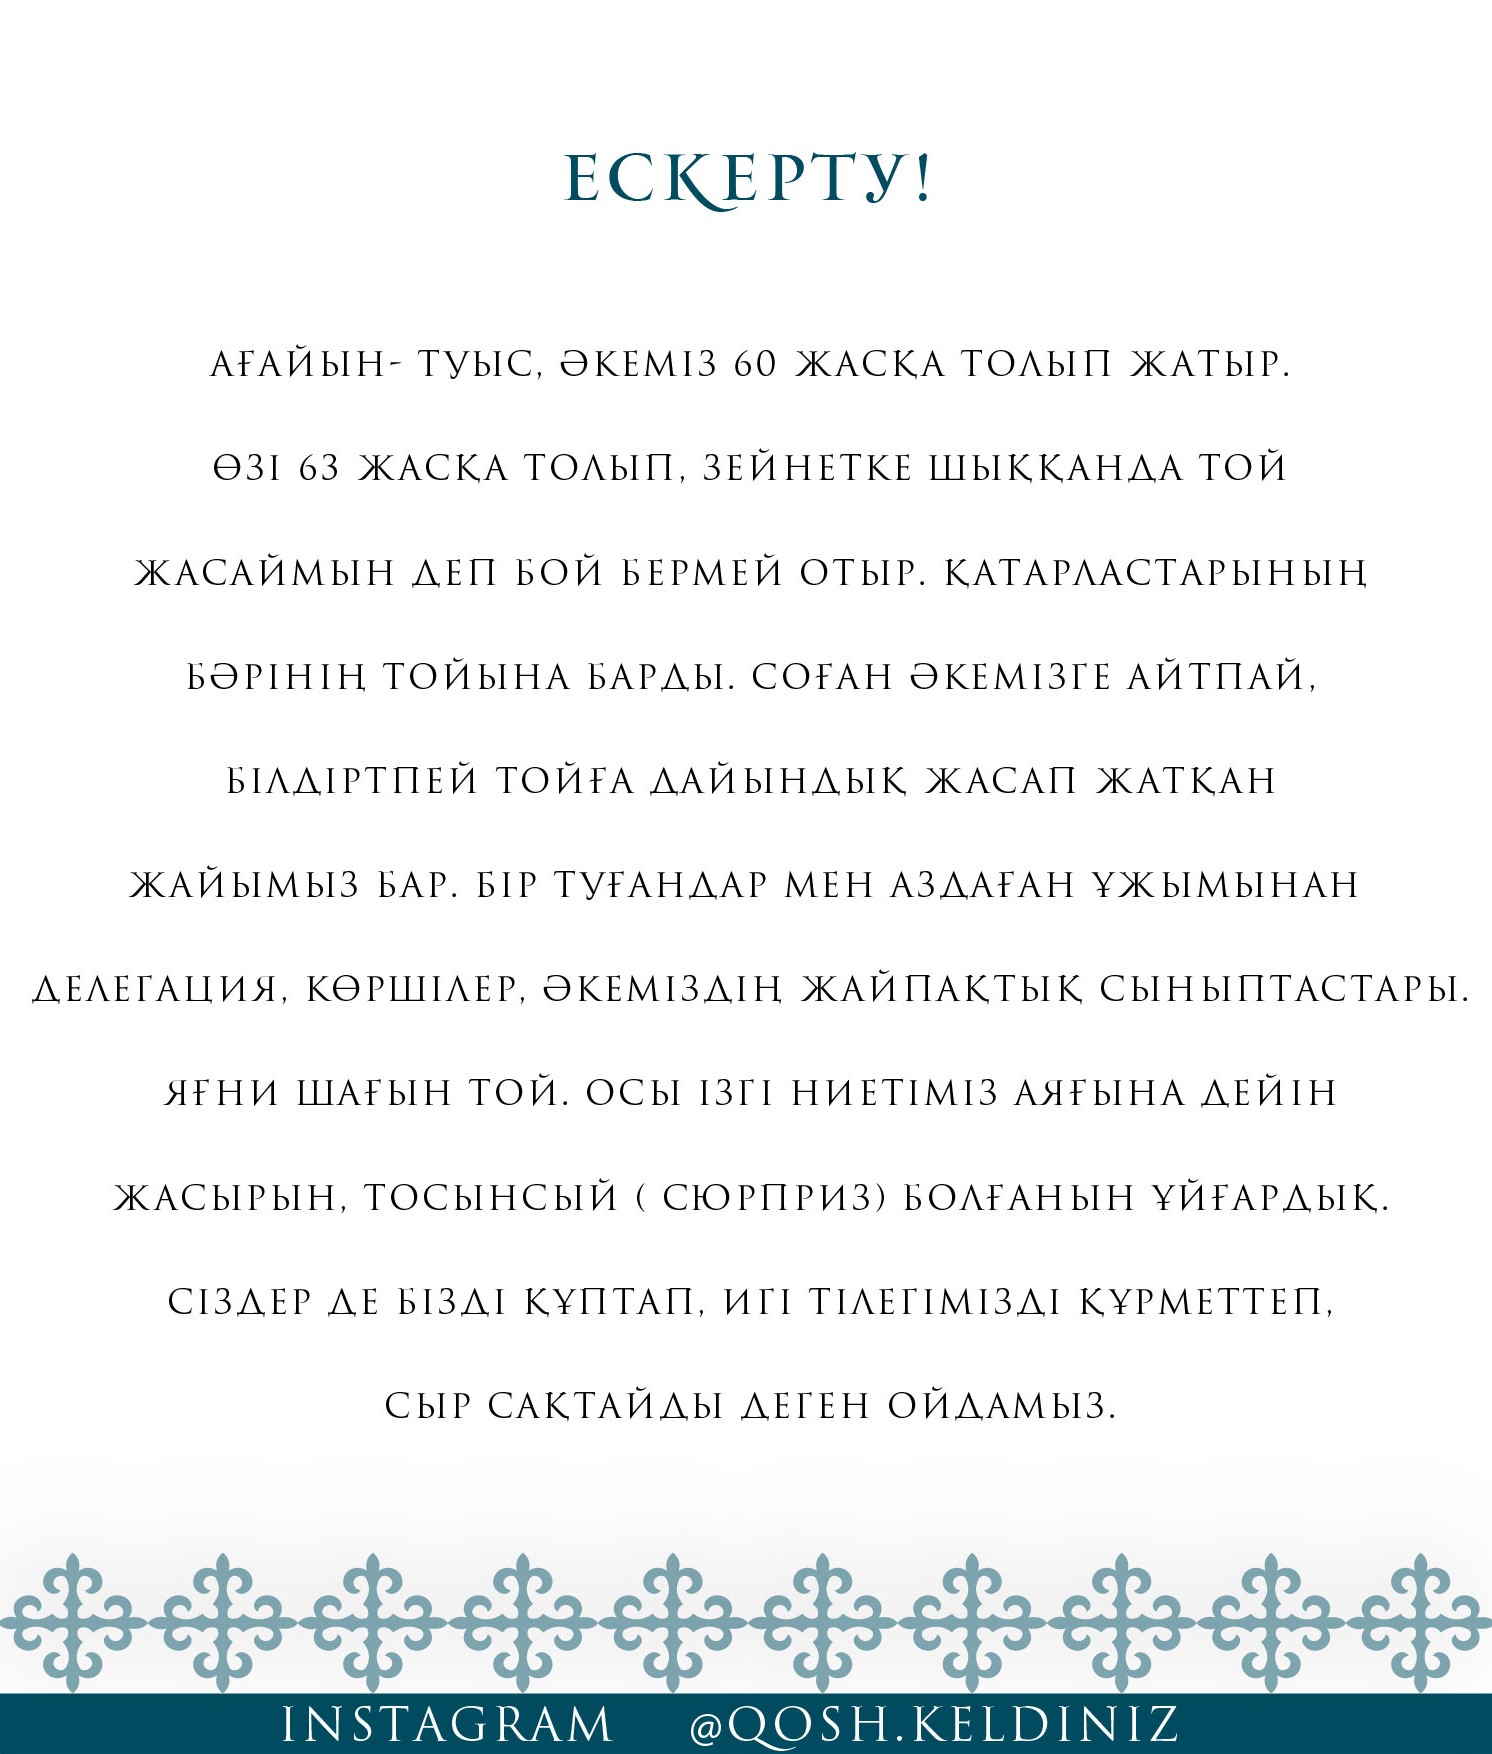 ЕСКЕРТУ!
АҒАЙЫН- ТУЫС, ӘКЕМІЗ 60 ЖАСҚА ТОЛЫП ЖАТЫР.
ӨЗІ 63 ЖАСҚА ТОЛЫП, ЗЕЙНЕТКЕ ШЫҚҚАНДА ТОЙ
ЖАСАЙМЫН ДЕП БОЙ БЕРМЕЙ ОТЫР. ҚАТАРЛАСТАРЫНЫҢ
БӘРІНІҢ ТОЙЫНА БАРДЫ. СОҒАН ӘКЕМІЗГЕ АЙТПАЙ,
БІЛДІРТПЕЙ ТОЙҒА ДАЙЫНДЫҚ ЖАСАП ЖАТҚАН
ЖАЙЫМЫЗ БАР. БІР ТУҒАНДАР МЕН АЗДАҒАН ҰЖЫМЫНАН
ДЕЛЕГАЦИЯ, КӨРШІЛЕР, ӘКЕМІЗДІҢ ЖАЙПАҚТЫҚ СЫНЫПТАСТАРЫ.
ЯҒНИ ШАҒЫН ТОЙ. ОСЫ ІЗГІ НИЕТІМІЗ АЯҒЫНА ДЕЙІН
ЖАСЫРЫН, ТОСЫНСЫЙ ( СЮРПРИЗ) БОЛҒАНЫН ҰЙҒАРДЫҚ.
СІЗДЕР ДЕ БІЗДІ ҚҰПТАП, ИГІ ТІЛЕГІМІЗДІ ҚҰРМЕТТЕП,
СЫР САҚТАЙДЫ ДЕГЕН ОЙДАМЫЗ.
INSTAGRAM @QOSH.KELDINIZ